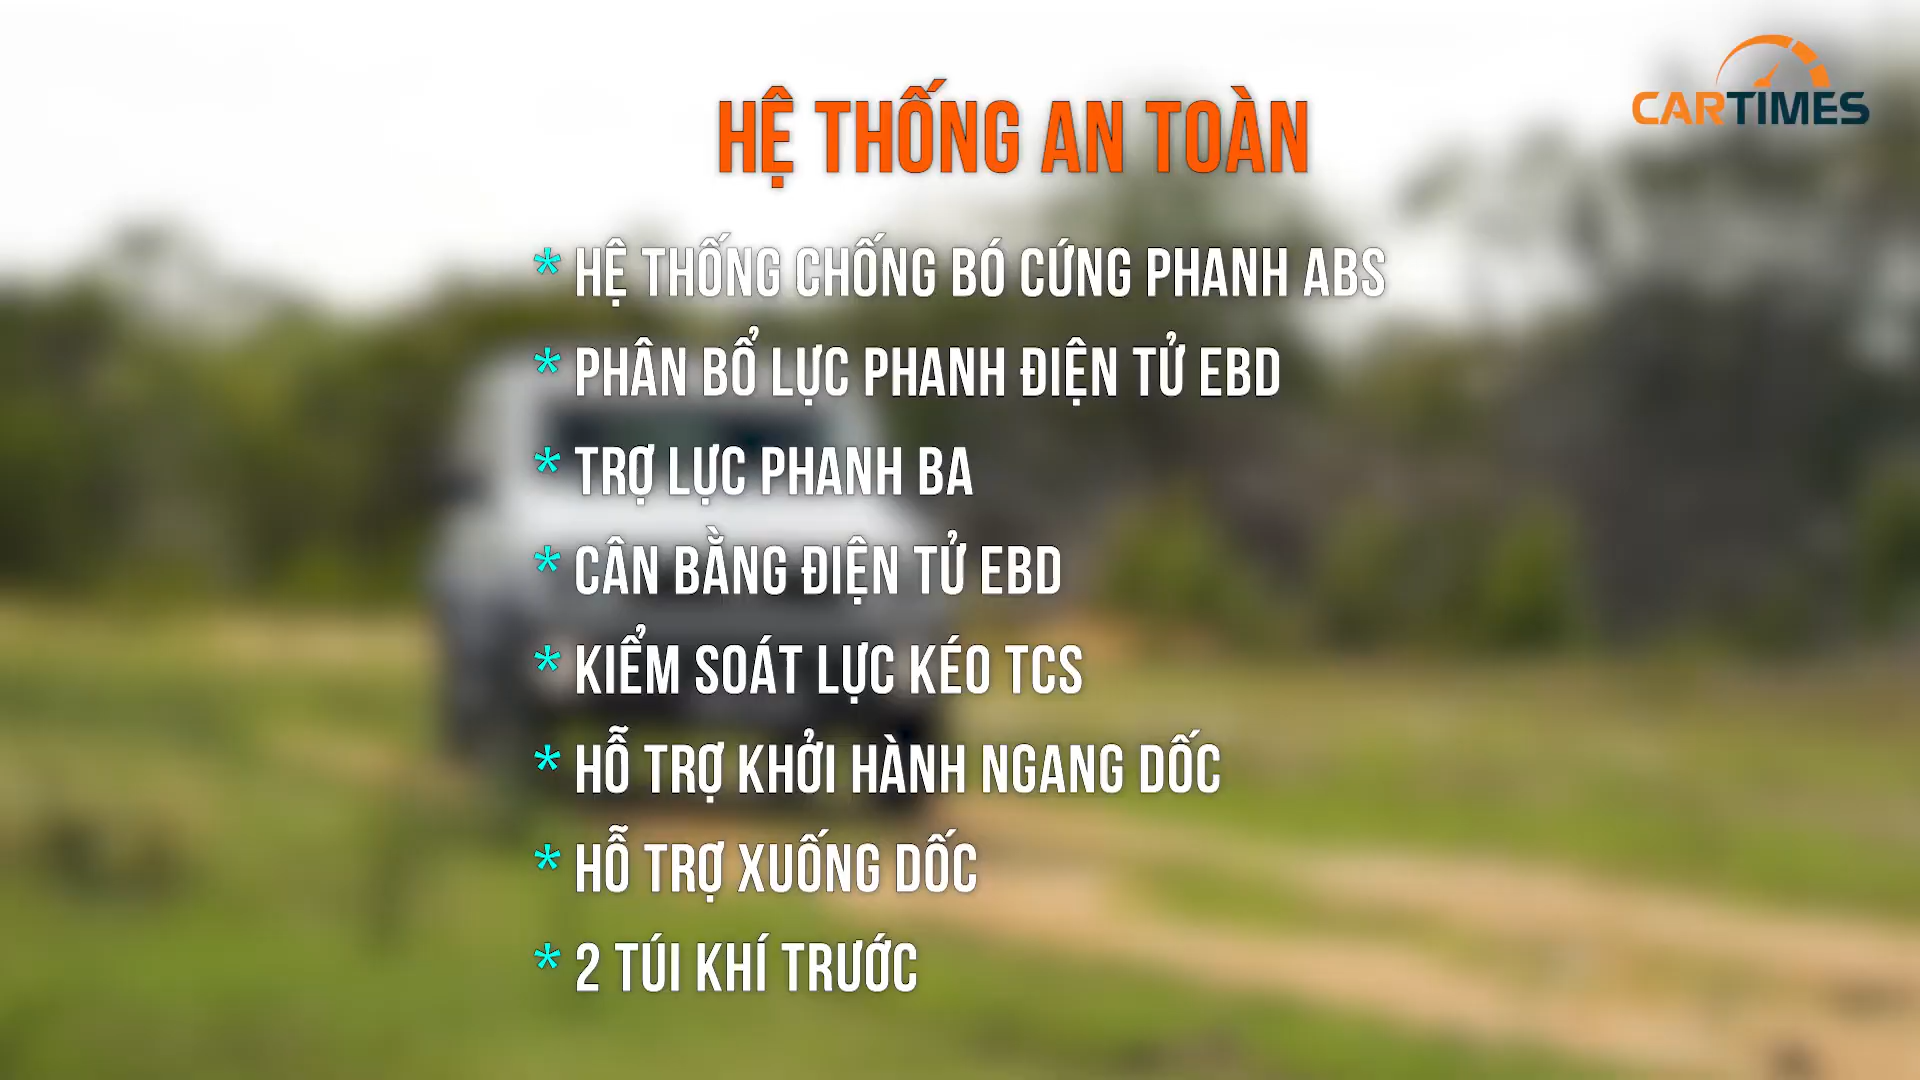 CARTIMES
HỆ THỐNG AN TOÀN
* HỆ THỐNG CHỐNG BÓ CỨNG PHANH ABS
* PHÂN BỔ LỰC PHANH ĐIỆN TỬ EBD
* TRỢ LỰC PHANH BA
* CÂN BẰNG ĐIỆN TỬ EBD
* KIỂM SOÁT LỰC KÉO TCS
* HỖ TRỢ KHỞI HÀNH NGANG DỐC
* HỖ TRỢ XUỐNG DỐC
* 2 TÚI KHÍ TRƯỚC